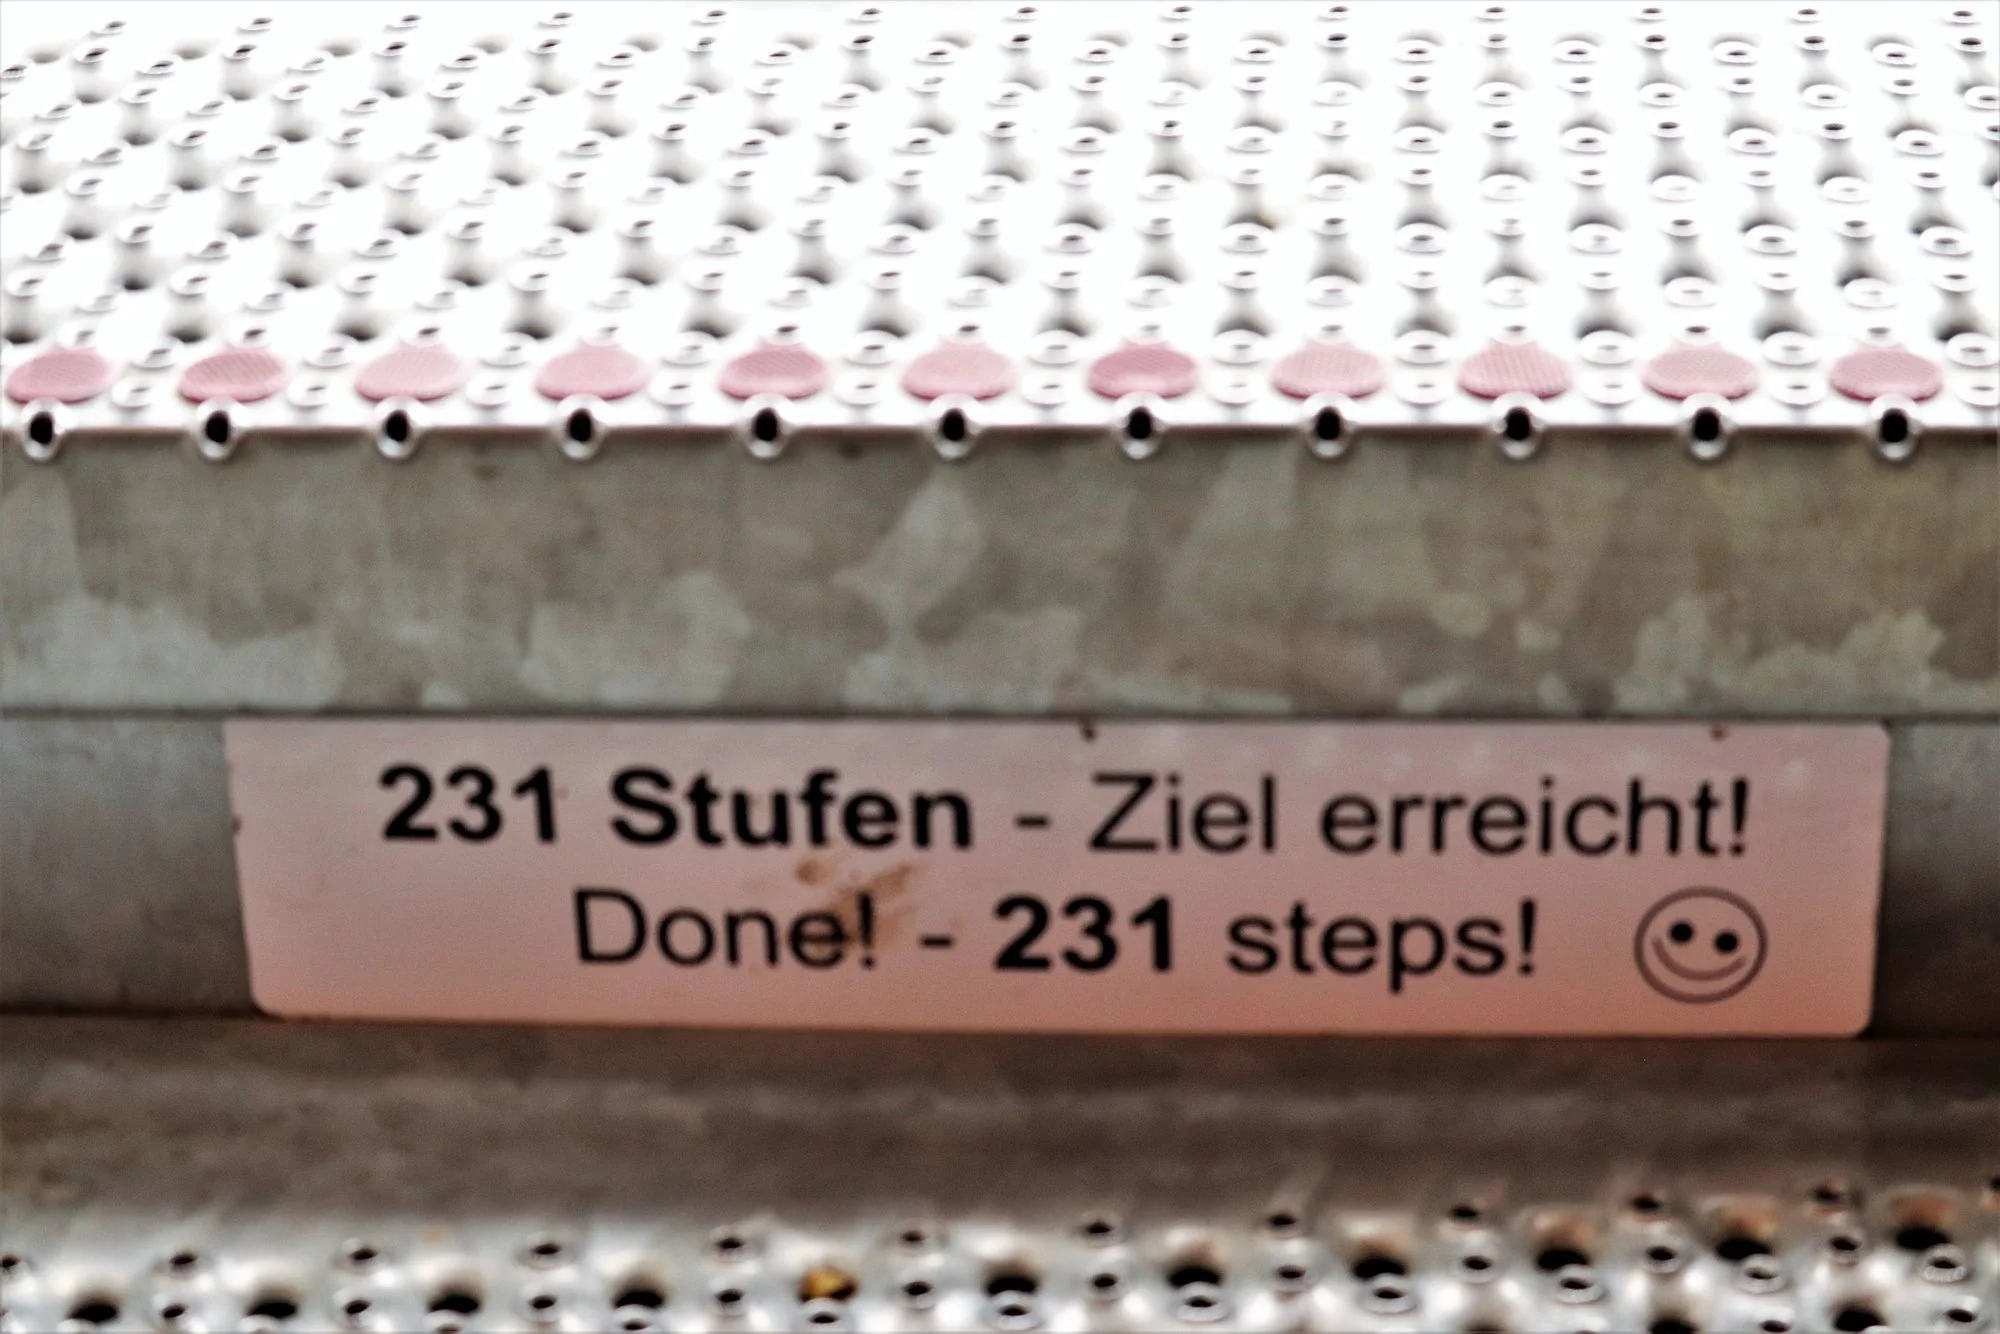 231 Stufen - Ziel erreicht!
Done! - 231 steps!